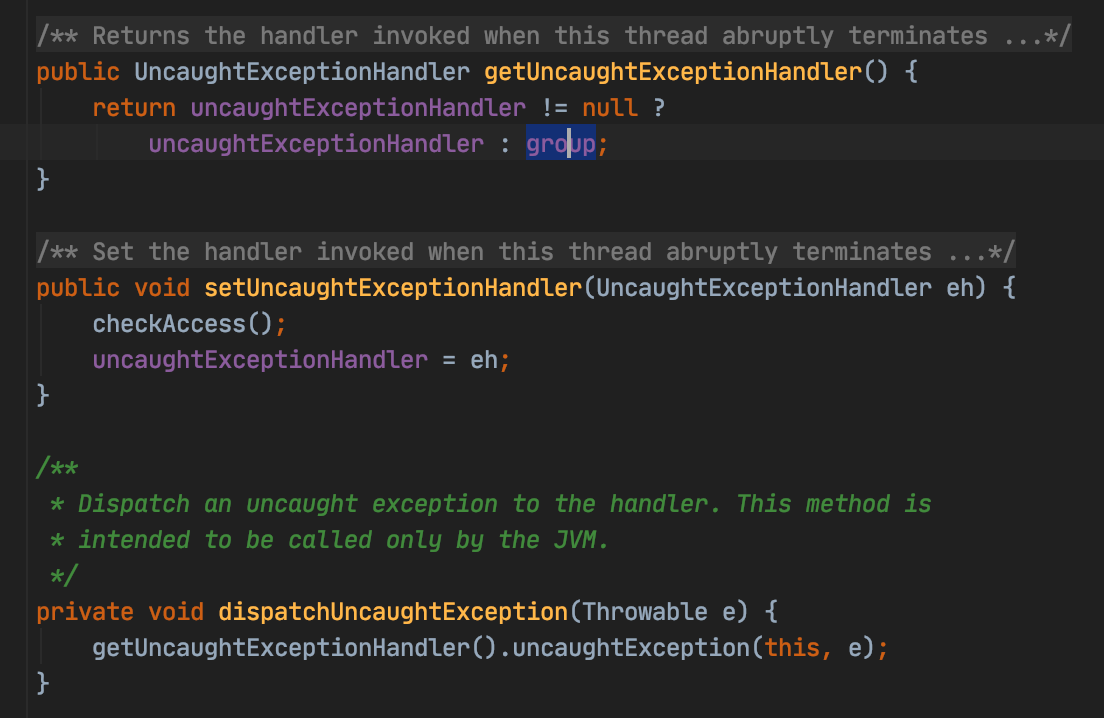 /** Returns the handler invoked when this thread abruptly terminates ...*/
public UncaughtExceptionHandler getUncaughtExceptionHandler() {
    return uncaughtExceptionHandler != null ?
        uncaughtExceptionHandler : group;
}

/** Set the handler invoked when this thread abruptly terminates ...*/
public void setUncaughtExceptionHandler(UncaughtExceptionHandler eh) {
    checkAccess();
    uncaughtExceptionHandler = eh;
}

/**
 * Dispatch an uncaught exception to the handler. This method is
 * intended to be called only by the JVM.
 */
private void dispatchUncaughtException(Throwable e) {
    getUncaughtExceptionHandler().uncaughtException(this, e);
}